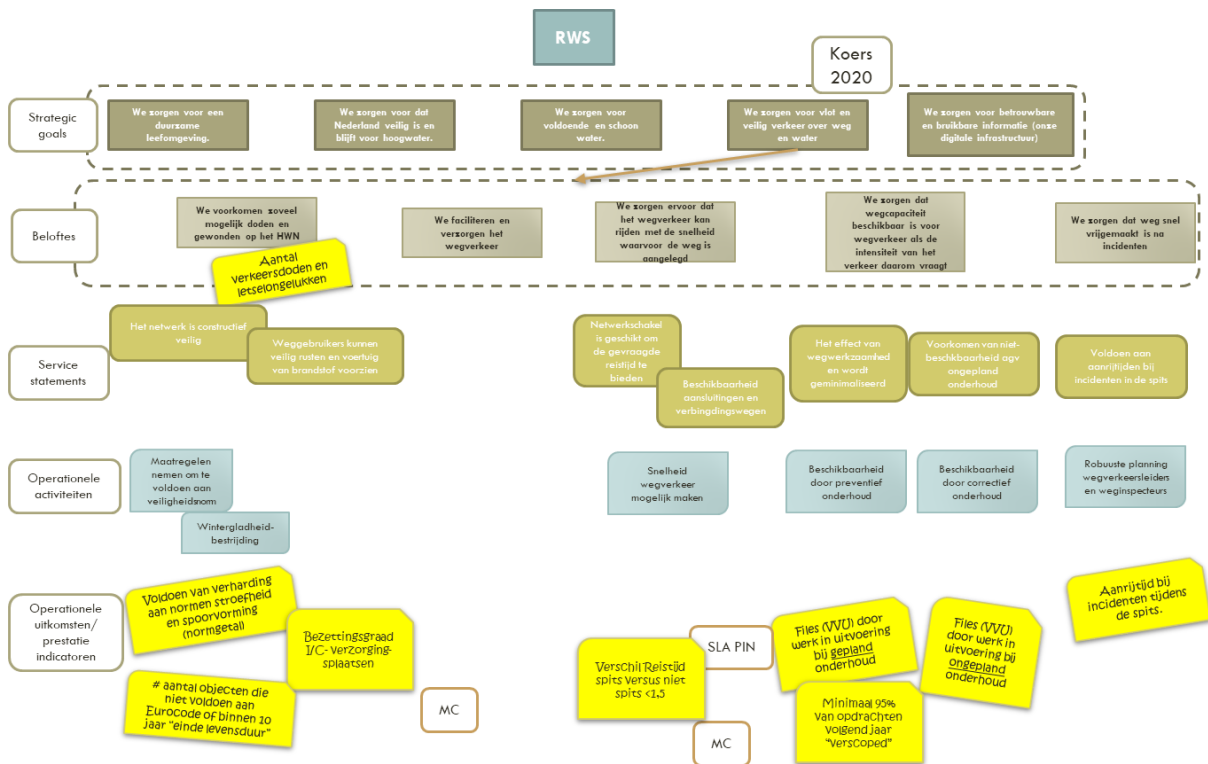 RWS
Koers
2020
Strategic
goals
We zorgen voor een
duurzame
leefomgeving.
We zorgen voor dat
Nederland veilig is en
blijft voor hoogwater.
We zorgen voor
voldoende en schoon
water.
We zorgen voor vlot en
veilig verkeer over weg
en water
We zorgen voor betrouwbare
en bruikbare informatie (onze
digitale infrastructuur)
Beloftes
We voorkomen zoveel
mogelijk doden en
gewonden op het HWN
We faciliteren en
verzorgen het
wegverkeer
We zorgen ervoor dat
het wegverkeer kan
rijden met de snelheid
waarvoor de weg is
aangelegd
We zorgen dat
wegcapaciteit
beschikbaar is voor
wegverkeer als de
intensiteit van het
verkeer daarom vraagt
We zorgen dat weg snel
vrijgemaakt is na
incidenten
Aantal
verkeersdoden en
letselongelukken
Service
statements
Het netwerk is constructief
veilig
Weggebruikers kunnen
veilig rusten en voertuig
van brandstof voorzien
Netwerkschakel
is geschikt om
de gevraagde
reistijd te
bieden
Beschikbaarheid
aansluitingen en
verbingdingswegen
Het effect van
wegwerkzaamhed
en wordt
geminimaliseerd
Voorkomen van niet-
beschkbaarheid agv
ongepland
onderhoud
Voldoen aan
aanrijtijden bij
incidenten in de spits
Operationele
activiteiten
Maatregelen
nemen om te
voldoen aan
veiligheidsnorm
Wintergladheid-
bestrijding
Snelheid
wegverkeer
mogelijk maken
Beschikbaarheid
door preventief
onderhoud
Beschikbaarheid
door correctief
onderhoud
Robuuste planning
wegverkeersleiders
en weginspecteurs
Operationele
uitkomsten/
prestatie
indicatoren
Voldoen van verharding
aan normen stroefheid
en spoorvorming
(normgetal)
# aantal objecten die
niet voldoen aan
Eurocode of binnen 10
jaar "einde levensduur"
Bezettingsgraad
I/C- verzorging-
splaatsen
MC
Verschil Reistijd
spits versus niet
spits <1,5
SLA PIN
MC
Files (VVU) door
werk in uitvoering
bij gepland
onderhoud
Minimaal 95%
van opdrachten
volgend jaar
"verscoped"
Files (VVU)
door werk in
uitvoering bij
ongepland
onderhoud
Aanrijtijd bij
incidenten tijdens
de spits.